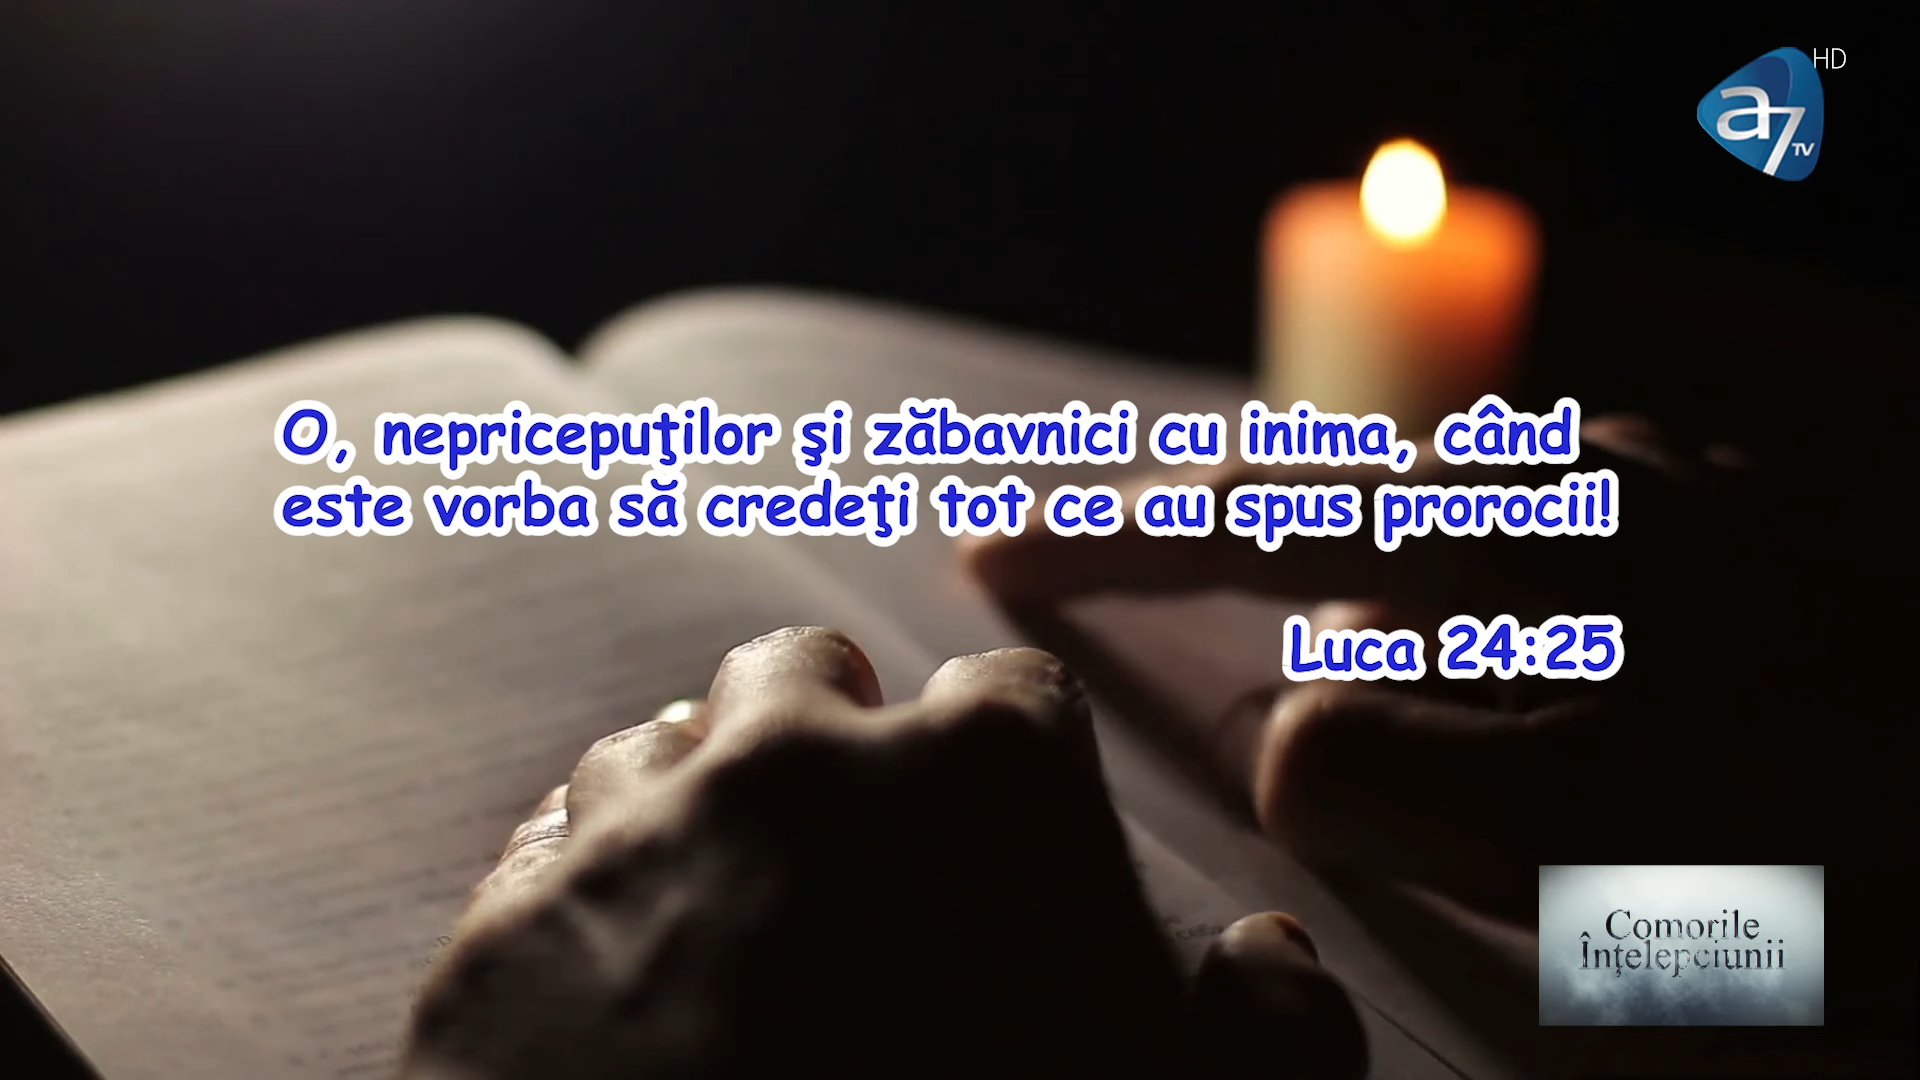 HD
a7 TV
O, nepricepuţilor şi zăbavnici cu inima, când
este vorba să credeţi tot ce au spus prorocii!
Luca 24:25
Comorile
Înţelepciunii